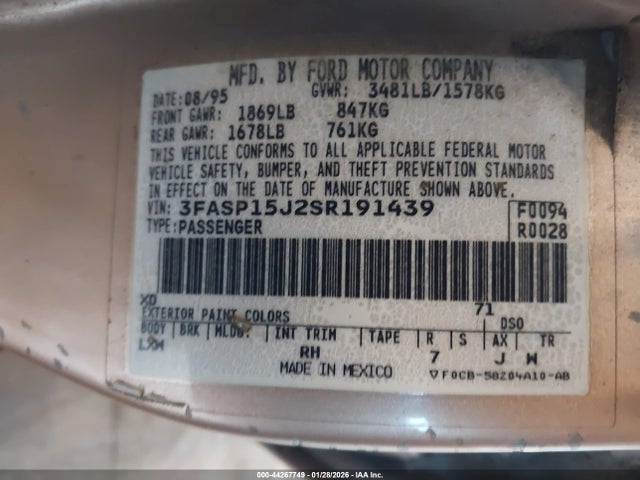 MFD. BY FORD MOTOR COMPANY
DATE: 08/95 GVWR: 3481LB/1578KG
FRONT GAWR: 1869LB 847KG
REAR GAWR: 1678LB 761KG
THIS VEHICLE CONFORMS TO ALL APPLICABLE FEDERAL MOTOR
VEHICLE SAFETY, BUMPER, AND THEFT PREVENTION STANDARDS
IN EFFECT ON THE DATE OF MANUFACTURE SHOWN ABOVE.
VIN: 3FASP15J2SR191439 F0094
TYPE: PASSENGER R0028
XD 71
EXTERIOR PAINT COLORS DSO
BODY BRK MLDG: INT TRIM TAPE R S AX TR
RH 7 J W
MADE IN MEXICO ▽F0CB-58204A10-AB
000-44267749 | 01/28/2026 - IAA Inc.